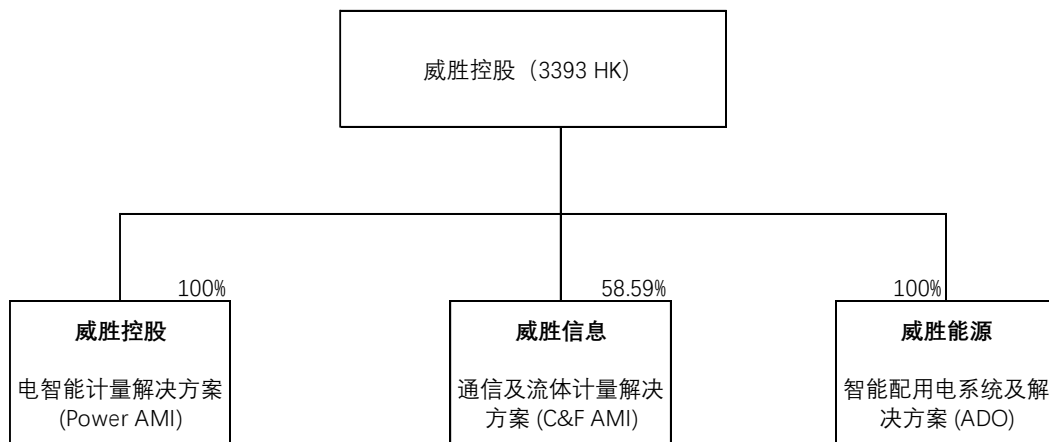 威胜控股（3393 HK）
100%
58.59%
100%
威胜控股
电智能计量解决方案
(Power AMI)
威胜信息
通信及流体计量解决
方案 (C&F AMI)
威胜能源
智能配用电系统及解
决方案 (ADO)